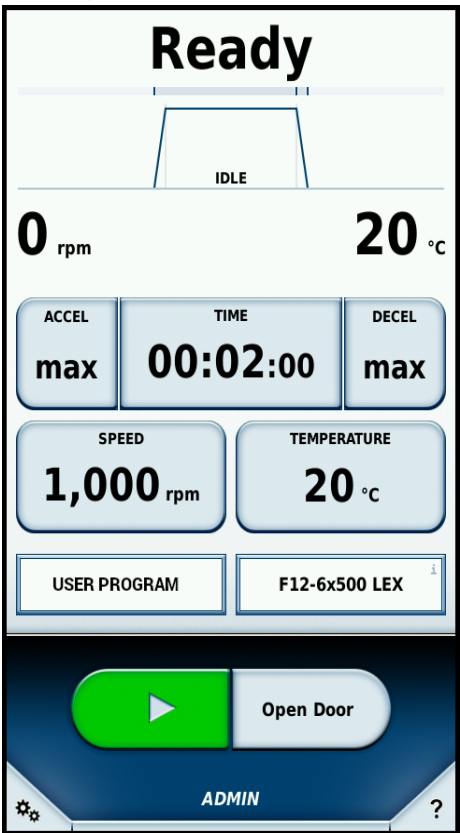 Ready
IDLE
0 rpm
20 °C
ACCEL
max
TIME
00:02:00
DECEL
max
SPEED
1,000 rpm
TEMPERATURE
20 °C
USER PROGRAM
F12-6x500 LEX
i
Open Door
ADMIN
?